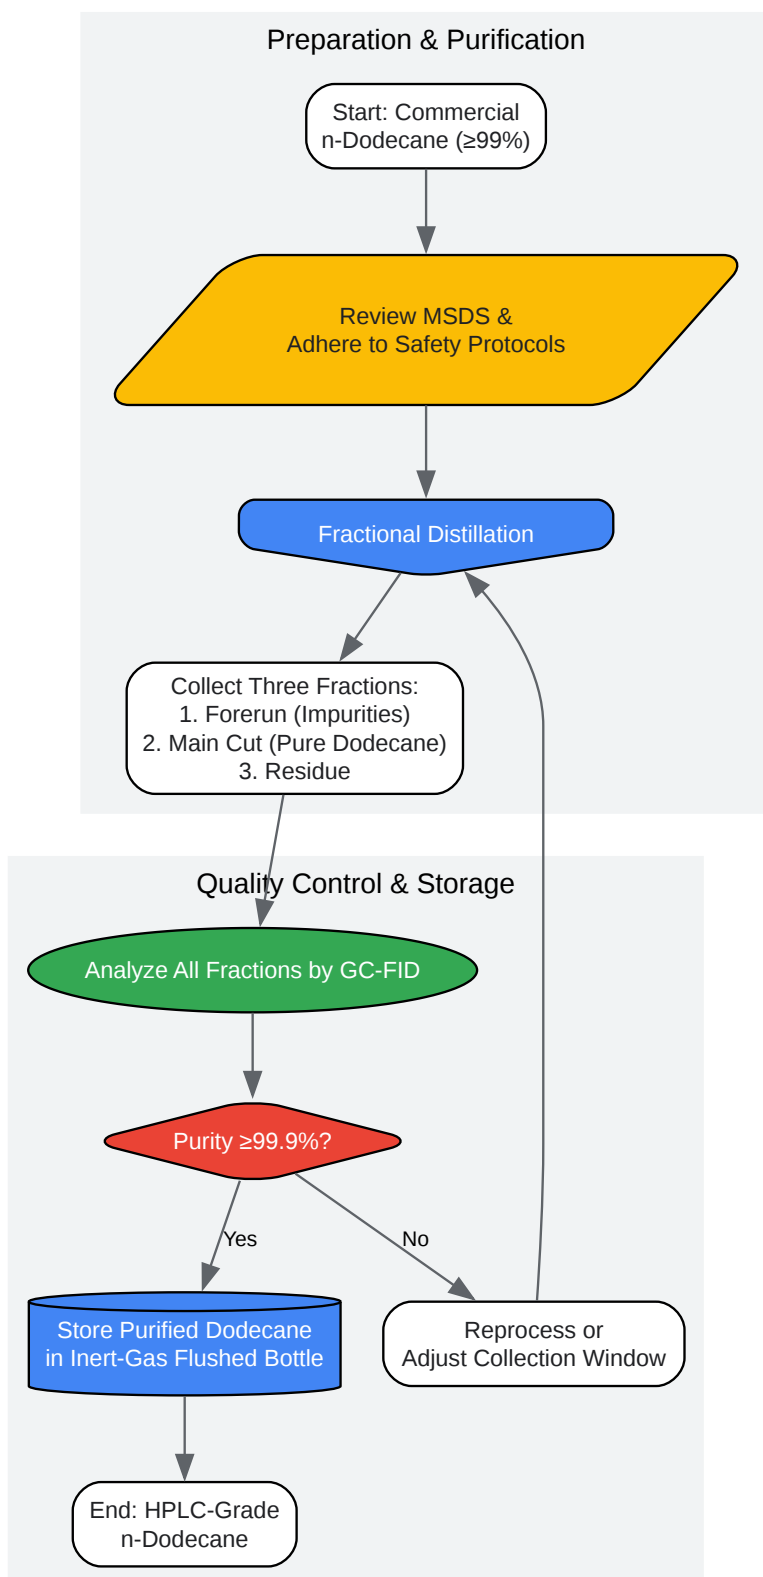 Preparation & Purification
Start: Commercial
n-Dodecane (≥99%)
Review MSDS &
Adhere to Safety Protocols
Fractional Distillation
Collect Three Fractions:
1. Forerun (Impurities)
2. Main Cut (Pure Dodecane)
3. Residue
Quality Control & Storage
Analyze All Fractions by GC-FID
Purity ≥99.9%?
Yes
No
Store Purified Dodecane
in Inert-Gas Flushed Bottle
Reprocess or
Adjust Collection Window
End: HPLC-Grade
n-Dodecane